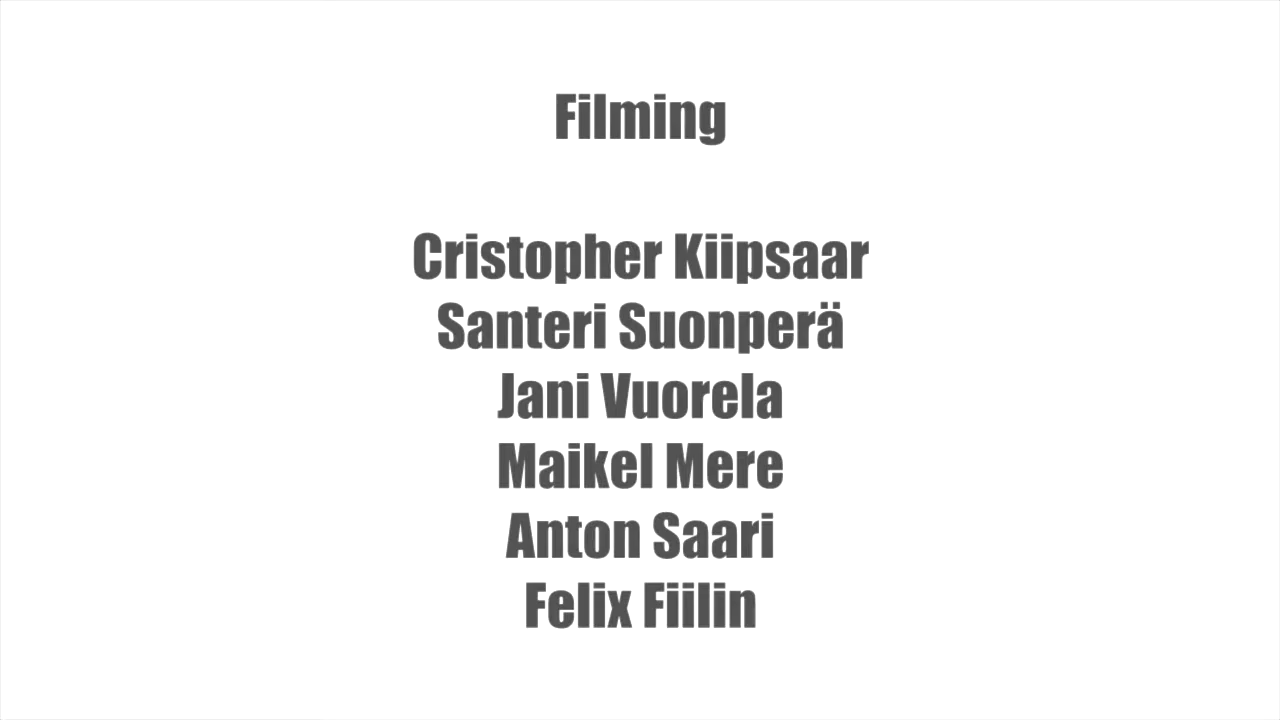 Filming
Cristopher Kiipsaar
Santeri Suonperä
Jani Vuorela
Maikel Mere
Anton Saari
Felix Fiilin